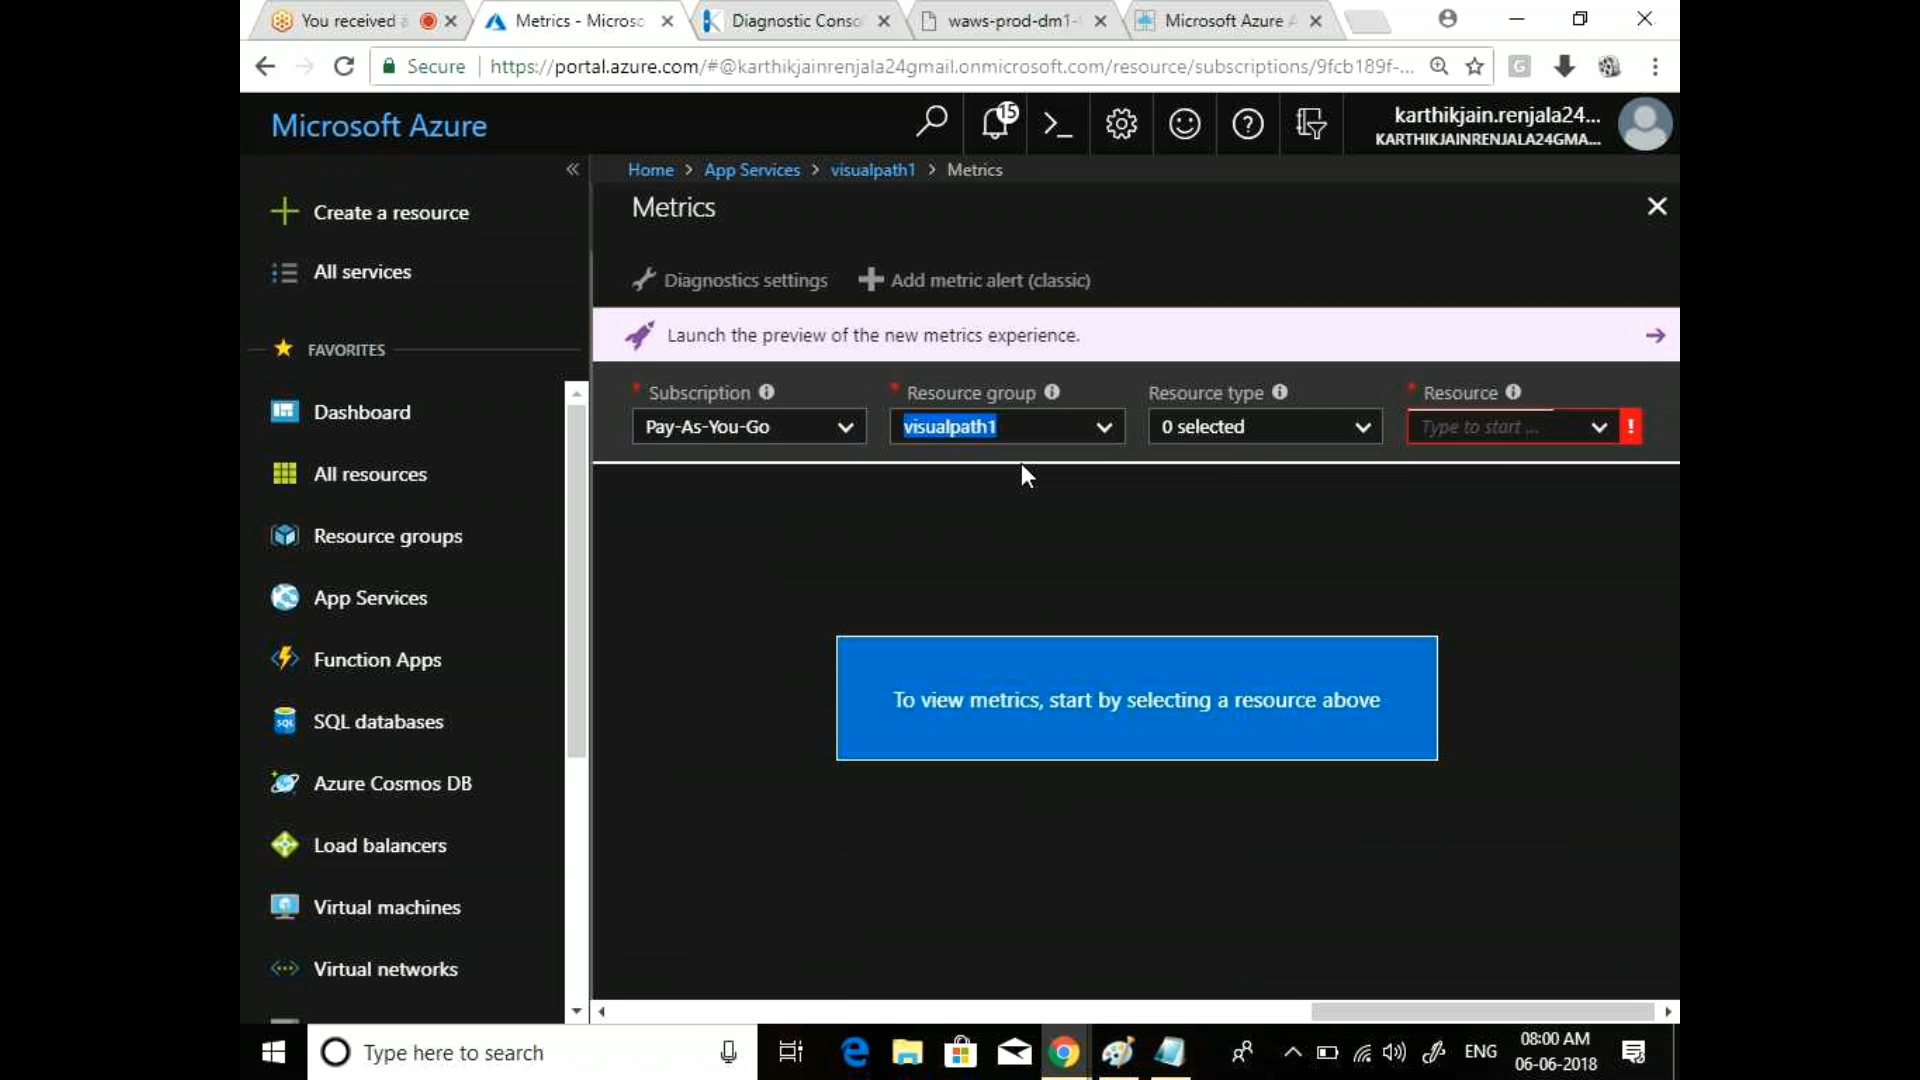 You received a
Metrics - Microso
Diagnostic Conso
waws-prod-dm1-
Microsoft Azure A
Secure
https://portal.azure.com/#@karthikjainrenjala24gmail.onmicrosoft.com/resource/subscriptions/9fcb189f-...
G
Microsoft Azure
15
karthikjain.renjala24...
KARTHIKJAINRENJALA24GMA...
Home > App Services > visualpath1 > Metrics
Metrics
Create a resource
All services
FAVORITES
Dashboard
All resources
Resource groups
App Services
Function Apps
SQL
SQL databases
Azure Cosmos DB
Load balancers
Virtual machines
Virtual networks
Diagnostics settings
Add metric alert (classic)
Launch the preview of the new metrics experience.
* Subscription
* Resource group
Resource type
* Resource
Pay-As-You-Go
visualpath1
0 selected
Type to start ...
!
To view metrics, start by selecting a resource above
Type here to search
ENG
08:00 AM
06-06-2018